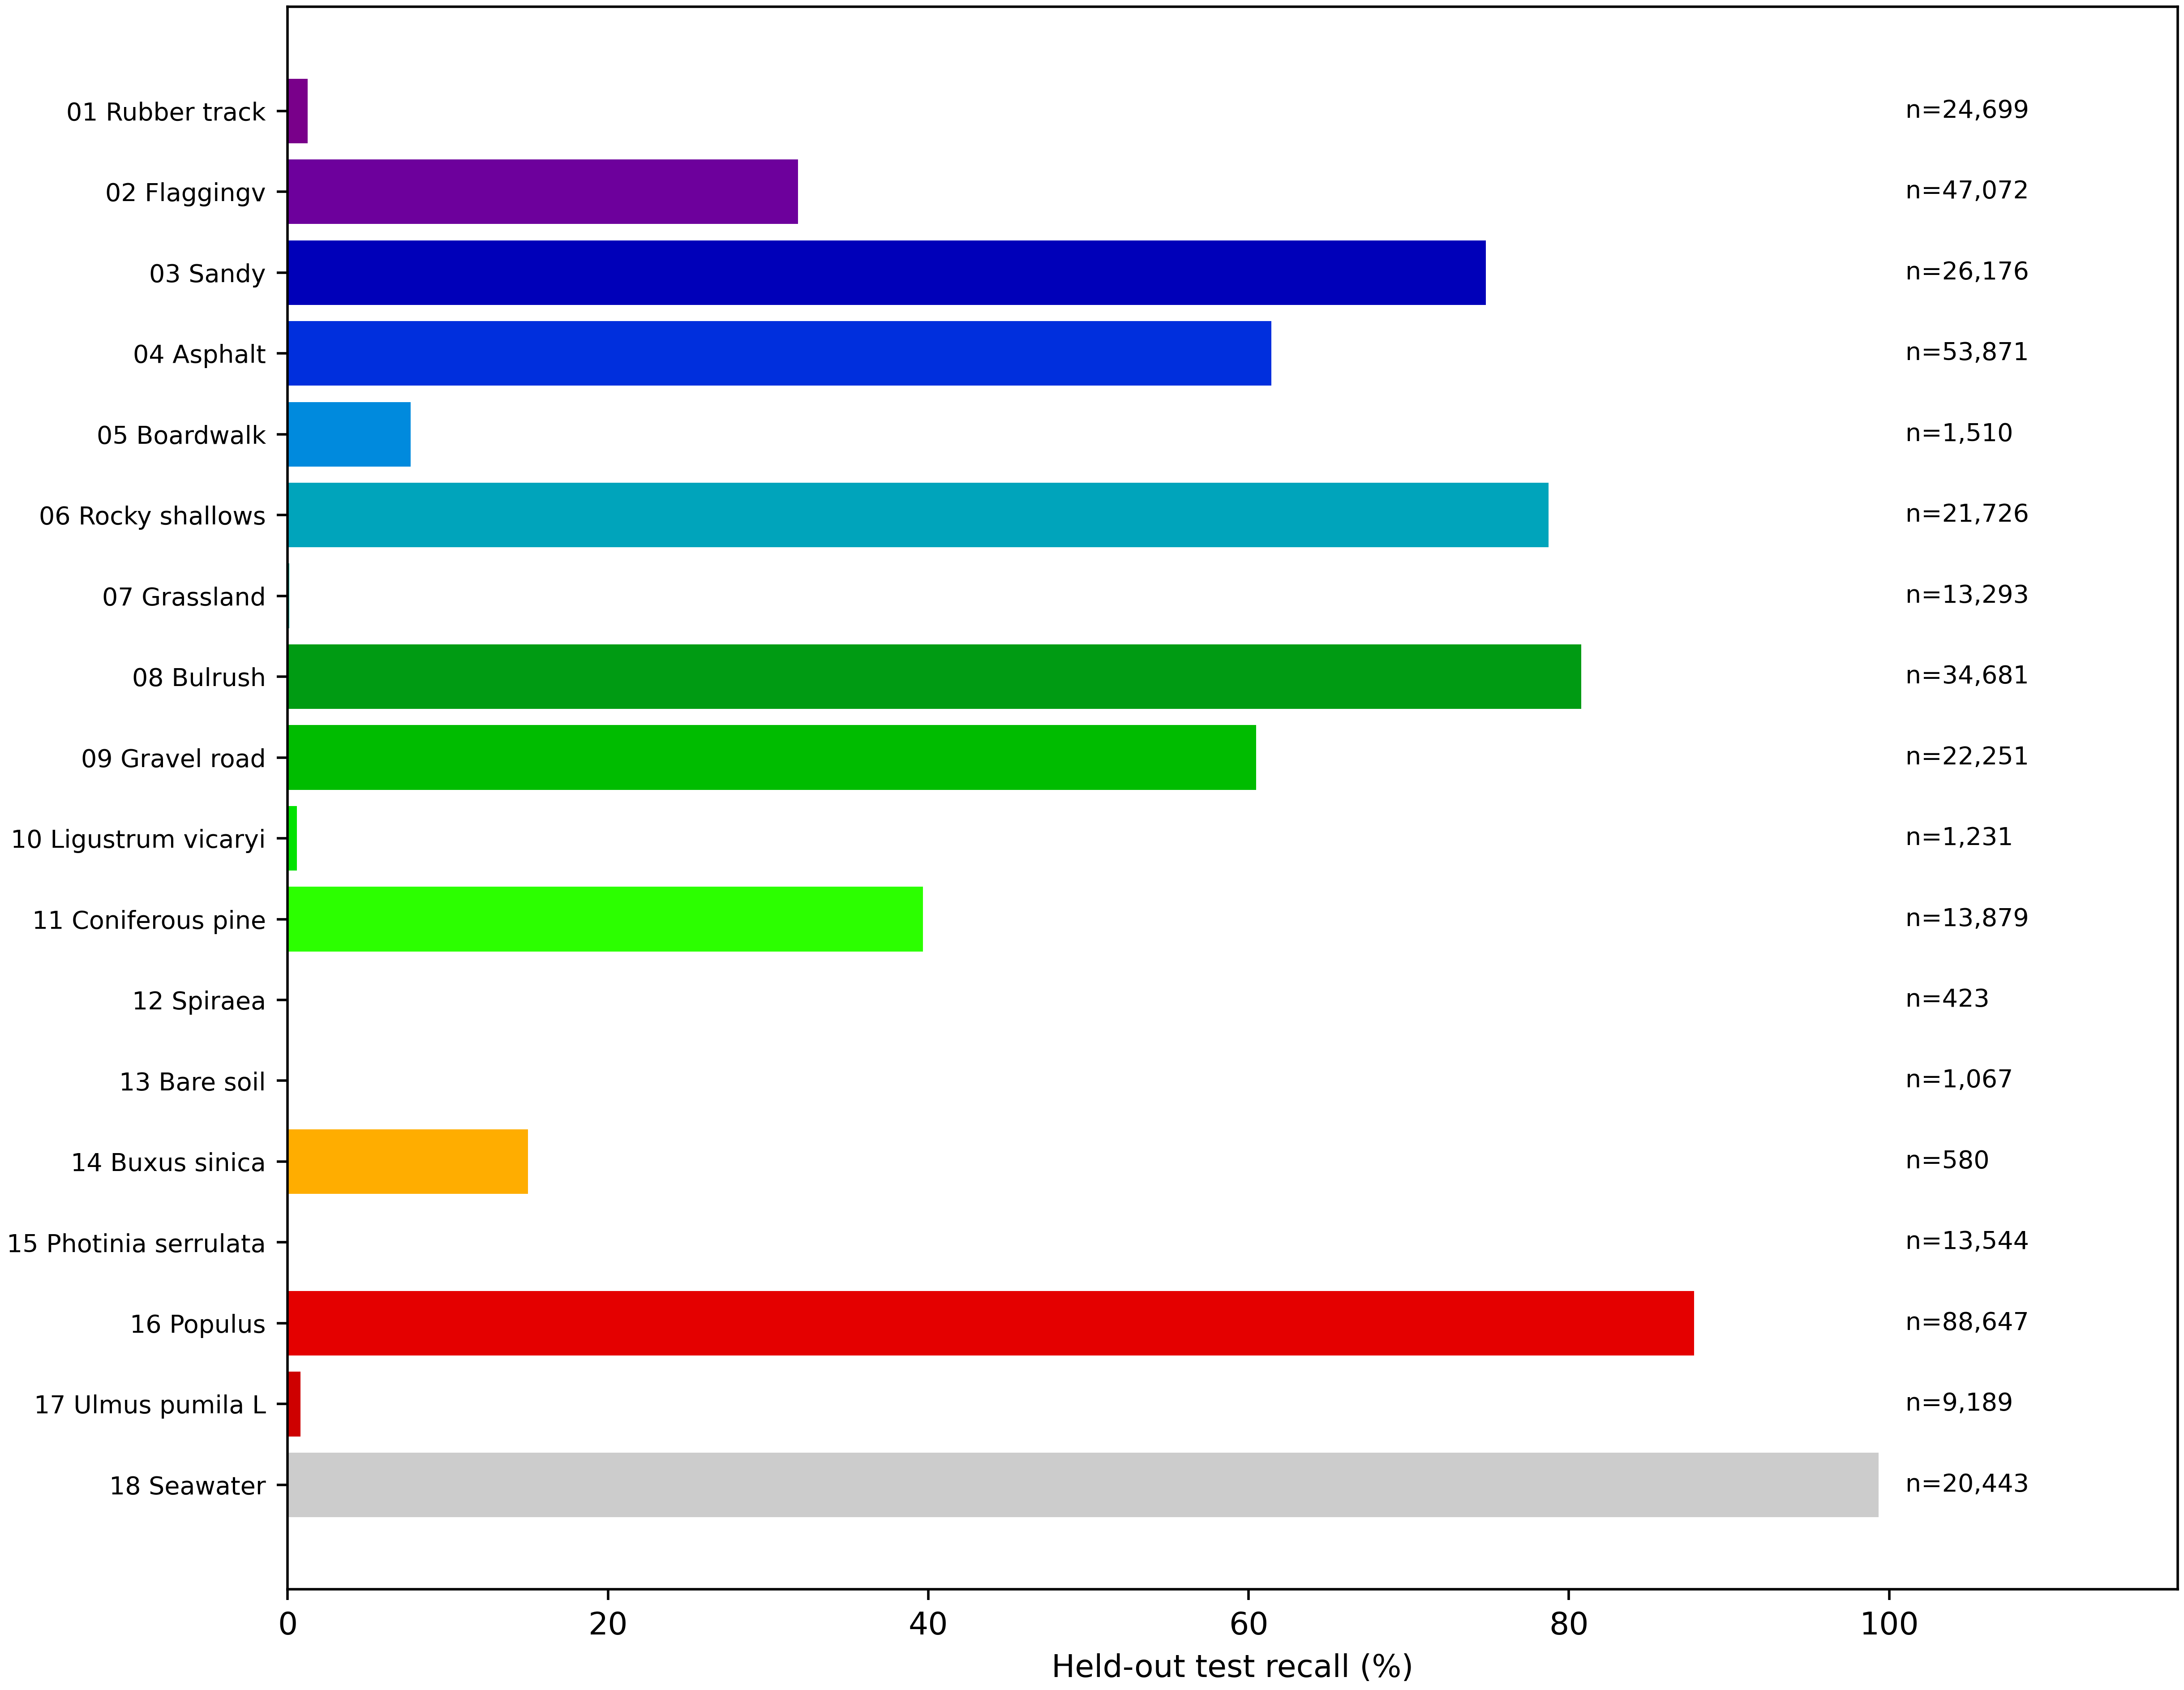 01 Rubber track n=24,699
02 Flaggingv n=47,072
03 Sandy n=26,176
04 Asphalt n=53,871
05 Boardwalk n=1,510
06 Rocky shallows n=21,726
07 Grassland n=13,293
08 Bulrush n=34,681
09 Gravel road n=22,251
10 Ligustrum vicaryi n=1,231
11 Coniferous pine n=13,879
12 Spiraea n=423
13 Bare soil n=1,067
14 Buxus sinica n=580
15 Photinia serrulata n=13,544
16 Populus n=88,647
17 Ulmus pumila L n=9,189
18 Seawater n=20,443
0 20 40 60 80 100
Held-out test recall (%)